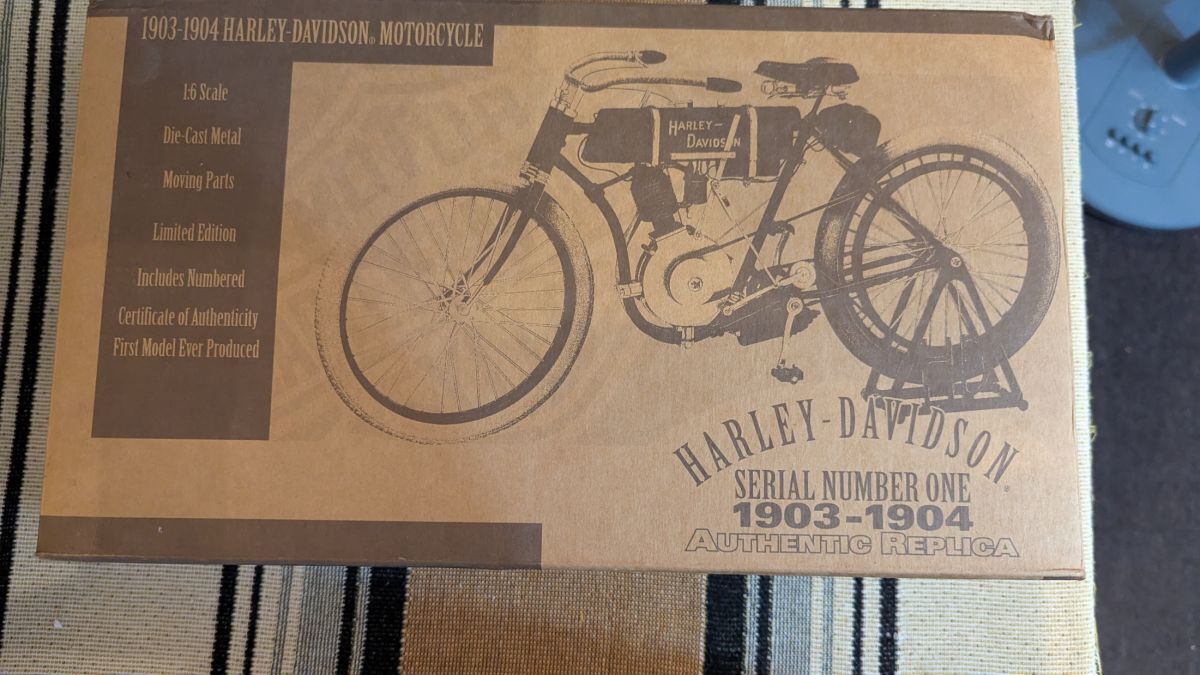 1903-1904 HARLEY-DAVIDSON® MOTORCYCLE
1:6 Scale
Die-Cast Metal
Moving Parts
Limited Edition
Includes Numbered
Certificate of Authenticity
First Model Ever Produced
HARLEY-
DAVIDSON
HARLEY-DAVIDSON®
SERIAL NUMBER ONE
1903-1904
AUTHENTIC REPLICA